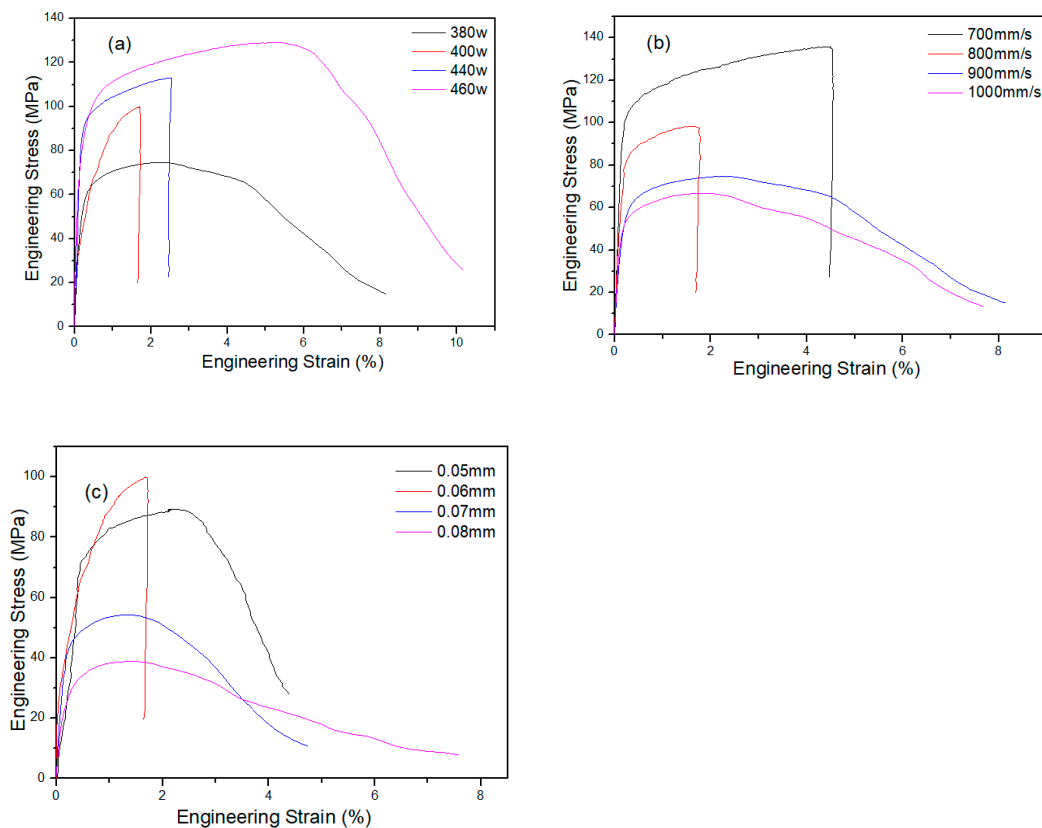 (a)
380w
400w
440w
460w
140
120
100
80
60
40
20
0
0
2
4
6
8
10
Engineering Stress (MPa)
Engineering Strain (%)
(b)
700mm/s
800mm/s
900mm/s
1000mm/s
140
120
100
80
60
40
20
0
0
2
4
6
8
Engineering Stress (MPa)
Engineering Strain (%)
(c)
0.05mm
0.06mm
0.07mm
0.08mm
100
80
60
40
20
0
0
2
4
6
8
Engineering Stress (MPa)
Engineering Strain (%)